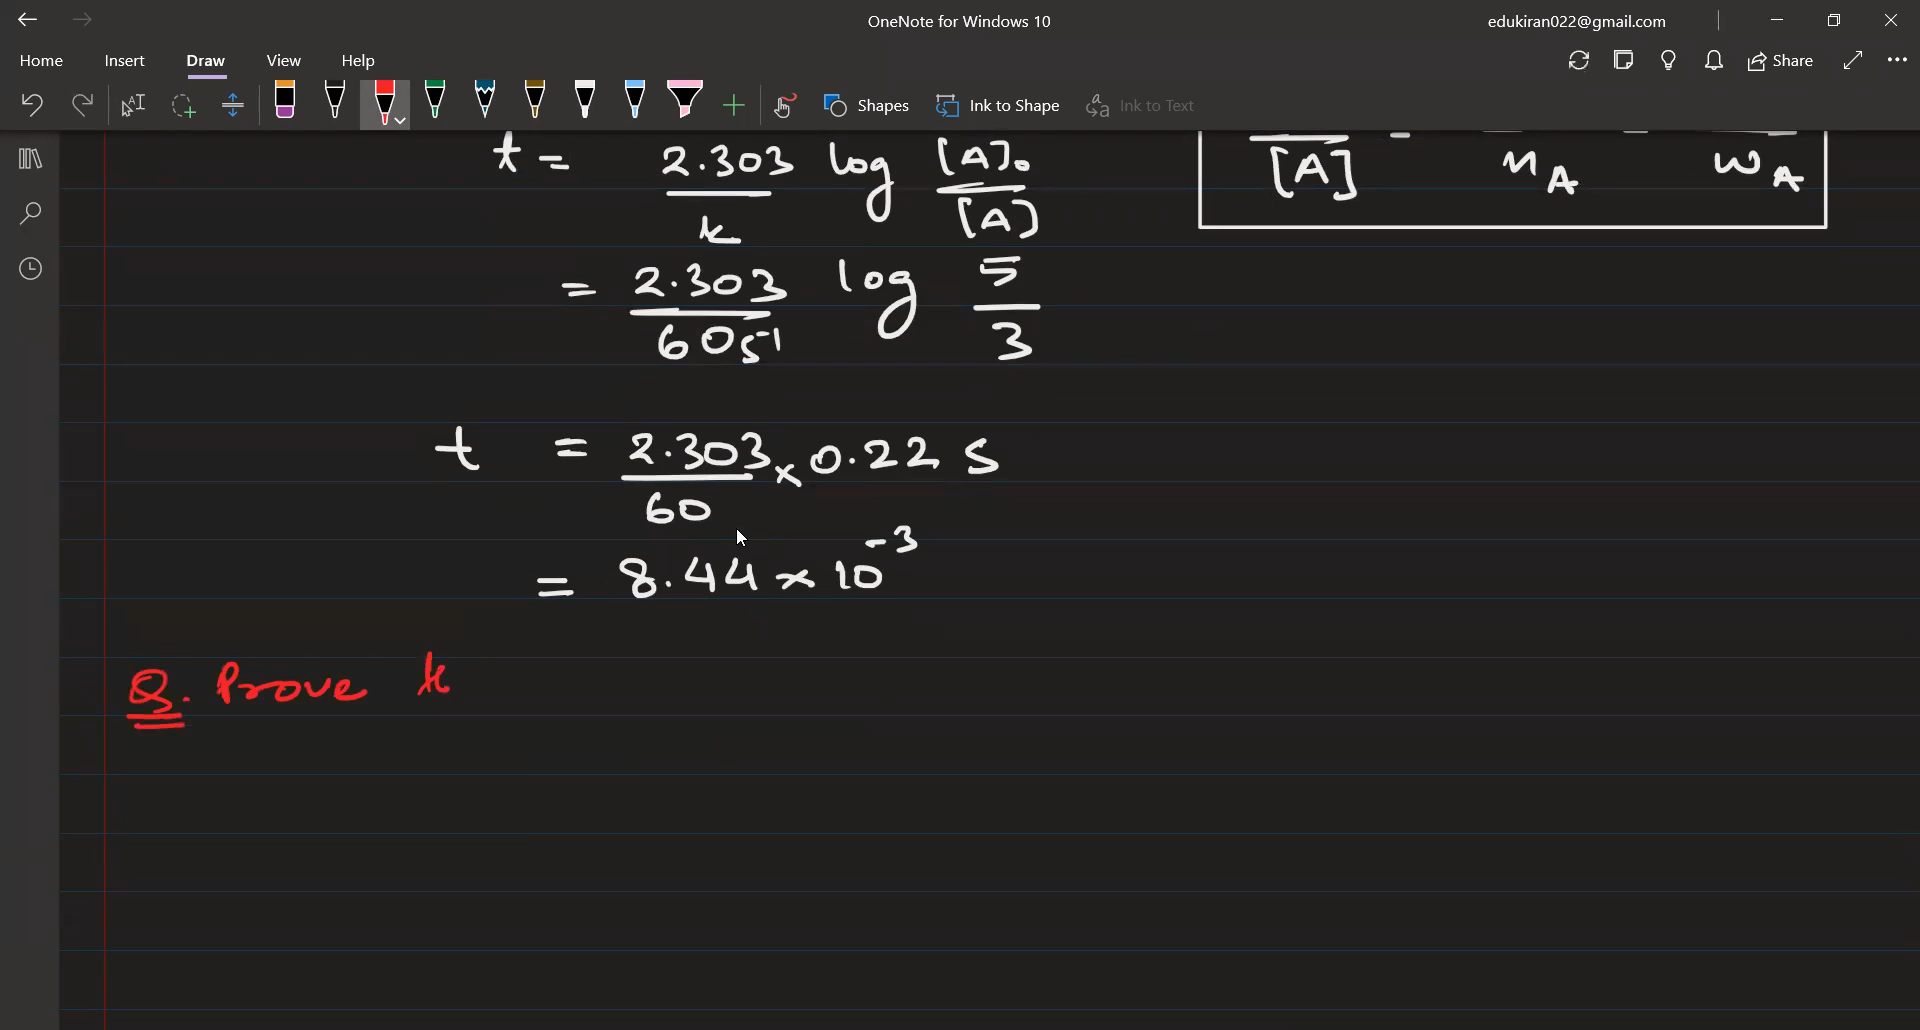 OneNote for Windows 10
edukiran022@gmail.com
Home Insert Draw View Help
Share
Shapes Ink to Shape Ink to Text
t = 2.303 / k log [A]₀ / [A]
[A] = n_A w_A
= 2.303 / 60 s⁻¹ log 5 / 3
t = 2.303 / 60 × 0.22 s
= 8.44 × 10⁻³
Q. Prove